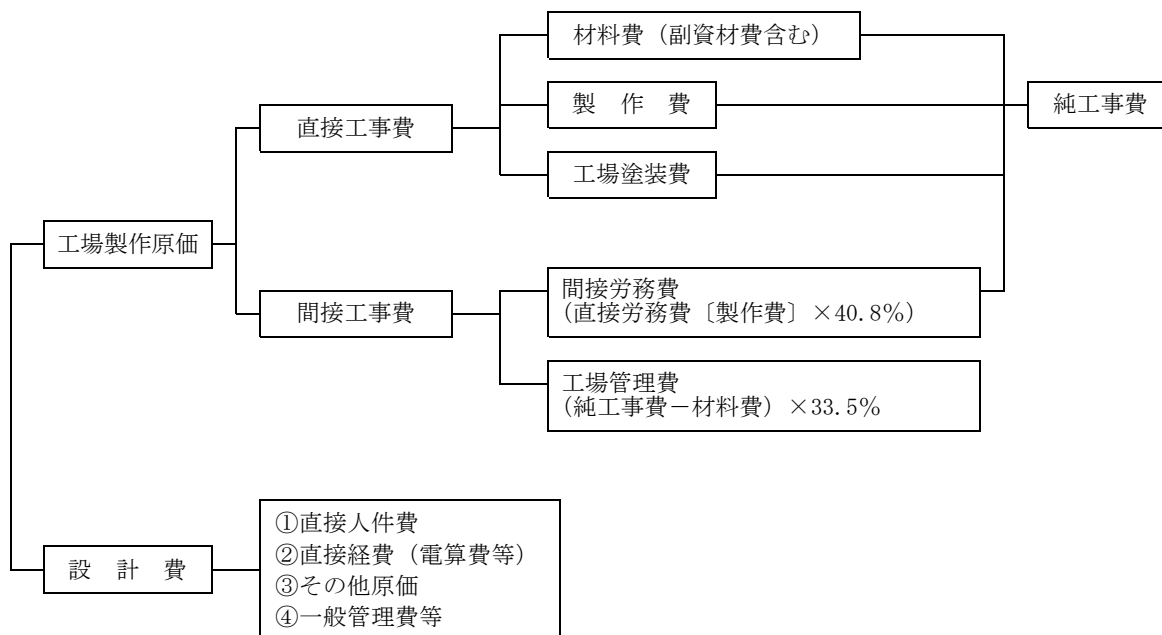 材料費（副資材費含む）
製　作　費
純工事費
直接工事費
工場塗装費
工場製作原価
間接工事費
間接労務費
(直接労務費〔製作費〕×40.8％)
工場管理費
(純工事費－材料費）×33.5％
設　計　費
①直接人件費
②直接経費（電算費等）
③その他原価
④一般管理費等